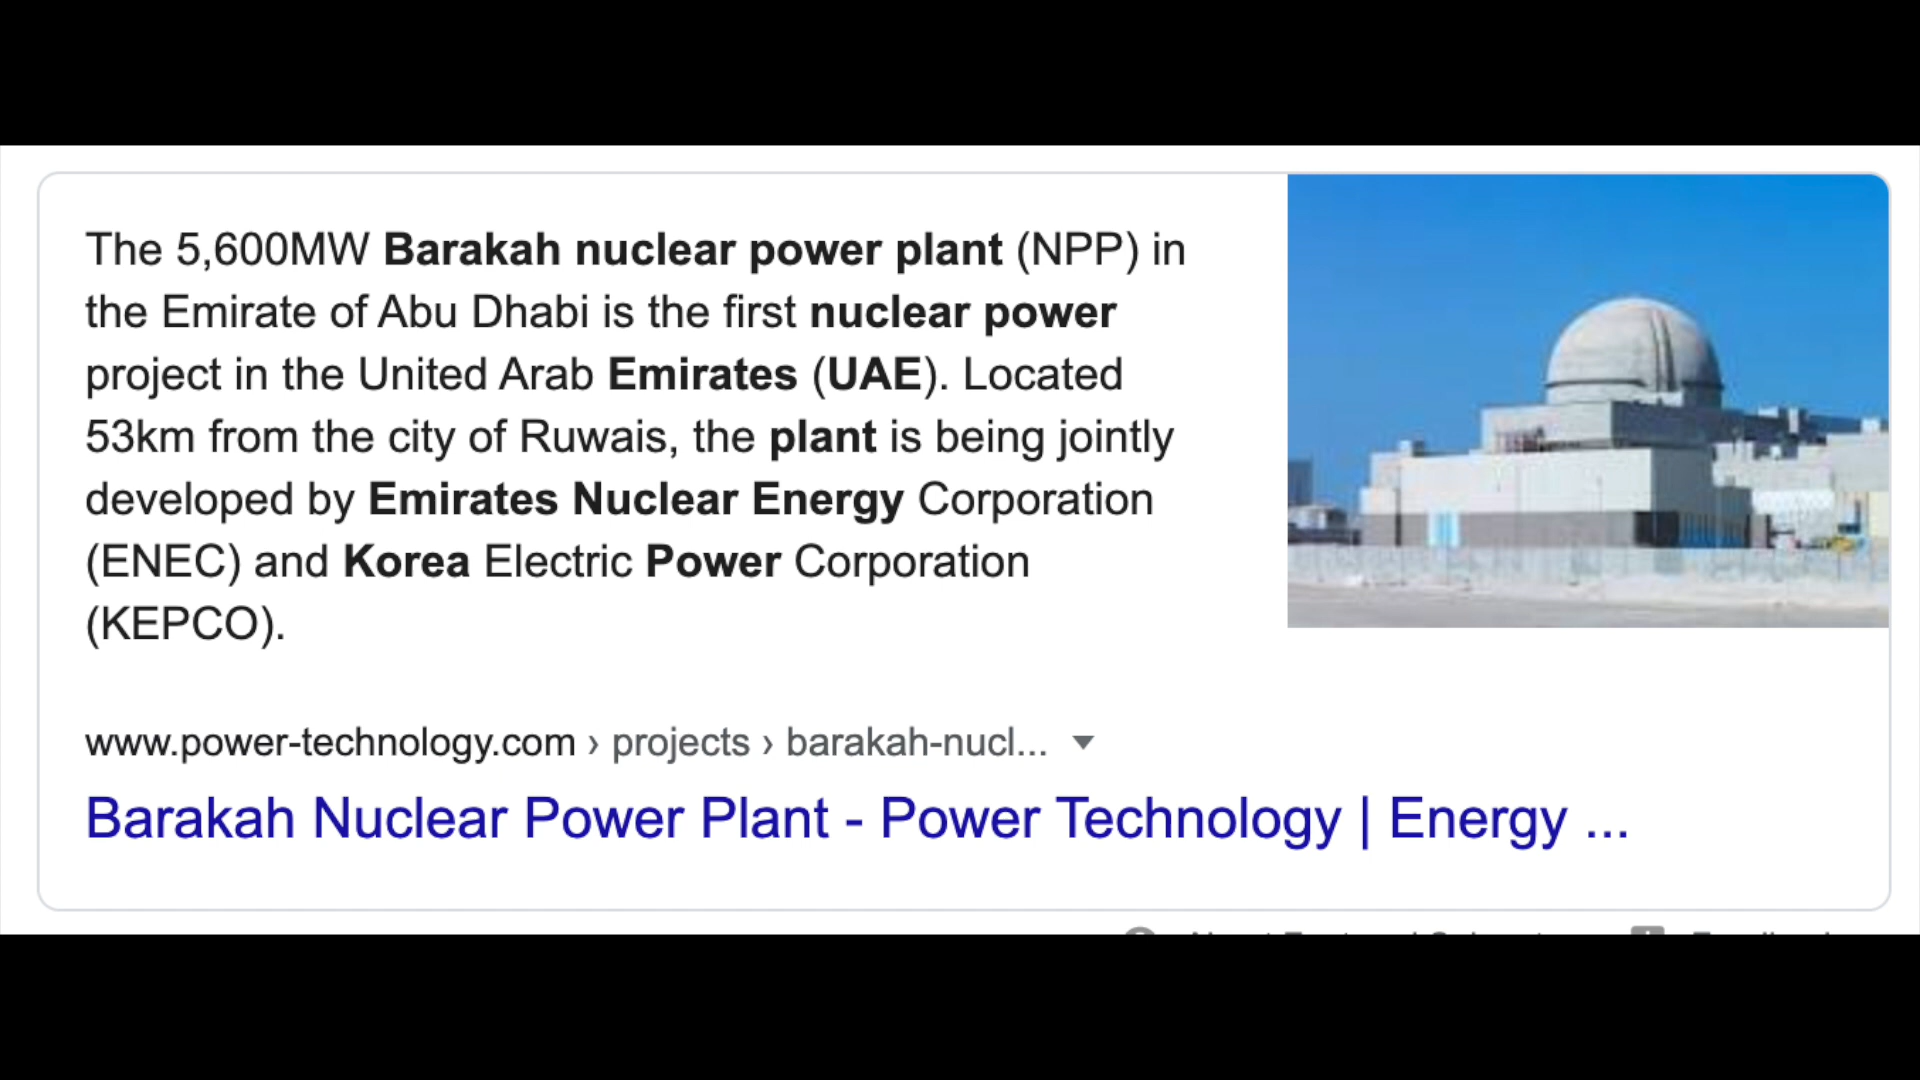 The 5,600MW Barakah nuclear power plant (NPP) in
the Emirate of Abu Dhabi is the first nuclear power
project in the United Arab Emirates (UAE). Located
53km from the city of Ruwais, the plant is being jointly
developed by Emirates Nuclear Energy Corporation
(ENEC) and Korea Electric Power Corporation
(KEPCO).
www.power-technology.com › projects › barakah-nucl...
Barakah Nuclear Power Plant - Power Technology | Energy ...